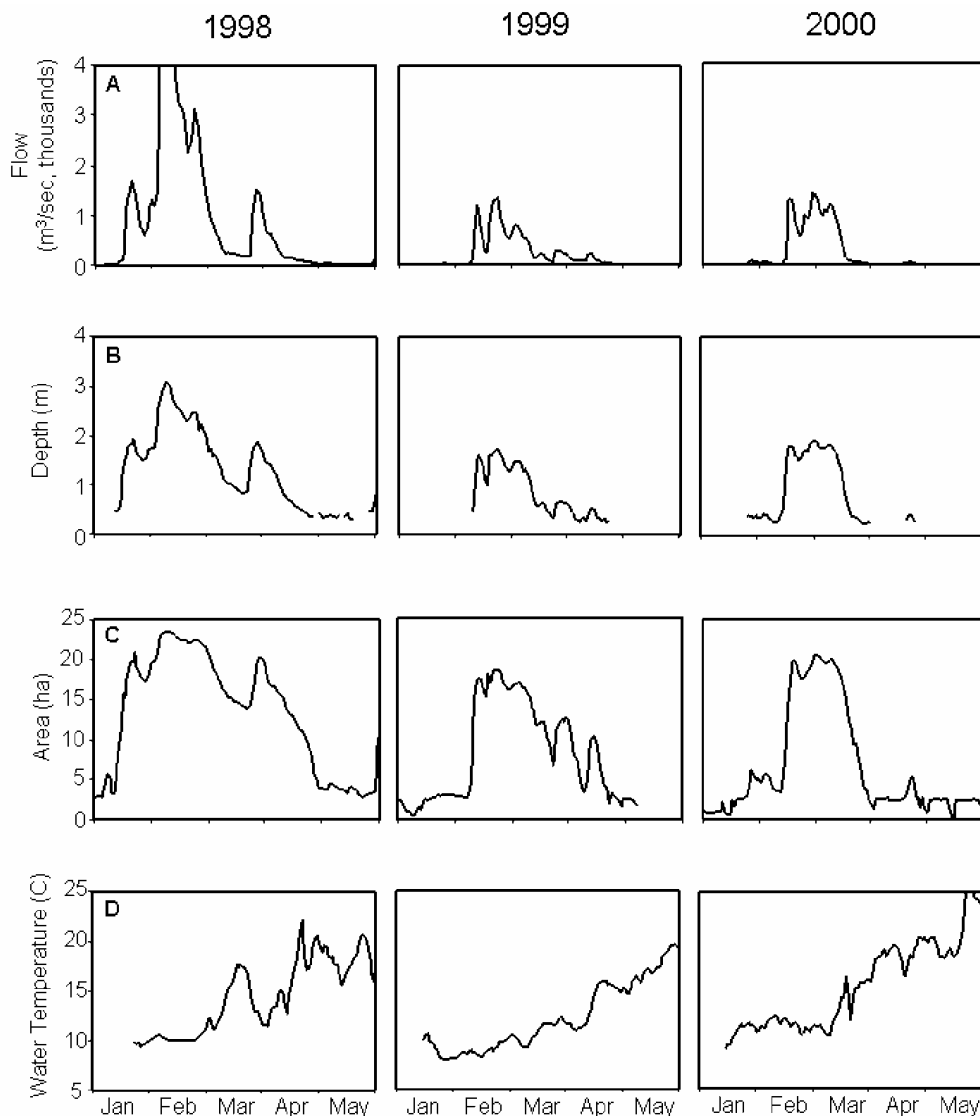 1998 1999 2000
A
Flow
(m³/sec, thousands)
4
3
2
1
0
B
Depth (m)
4
3
2
1
0
C
Area (ha)
25
20
15
10
5
0
D
Water Temperature (C)
25
20
15
10
5
Jan Feb Mar Apr May Jan Feb Mar Apr May Jan Feb Mar Apr May